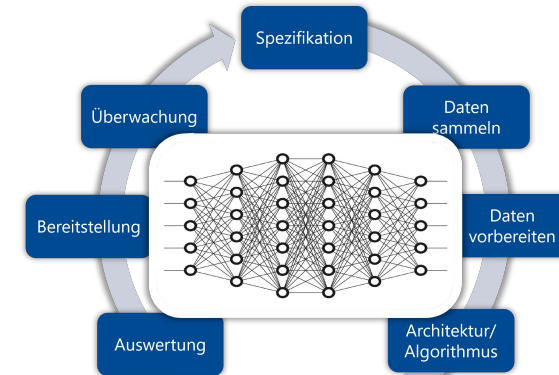 Spezifikation
Daten
sammeln
Daten
vorbereiten
Architektur/
Algorithmus
Auswertung
Bereitstellung
Überwachung